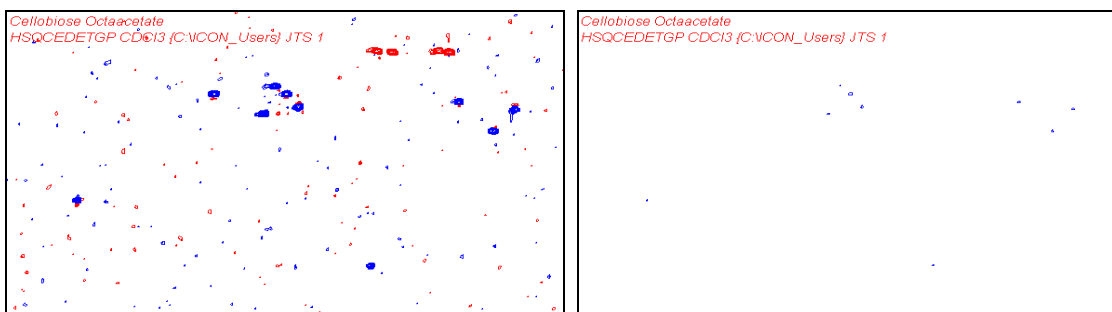 Cellobiose Octaacetate
HSQCEDETGP CDCl3 {C:\ICON_Users} JTS 1
Cellobiose Octaacetate
HSQCEDETGP CDCl3 {C:\ICON_Users} JTS 1